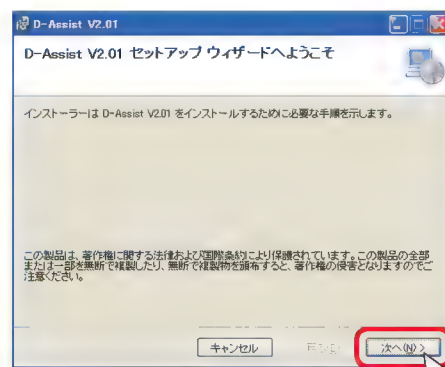 D-Assist V2.01
D-Assist V2.01 セットアップ ウィザードへようこそ
インストーラーは D-Assist V2.01 をインストールするために必要な手順を示します。
この製品は、著作権に関する法律および国際条約により保護されています。この製品の全部
または一部を無断で複製したり、無断で複製物を頒布すると、著作権の侵害となりますのでご
注意ください。
キャンセル
次へ(N) >